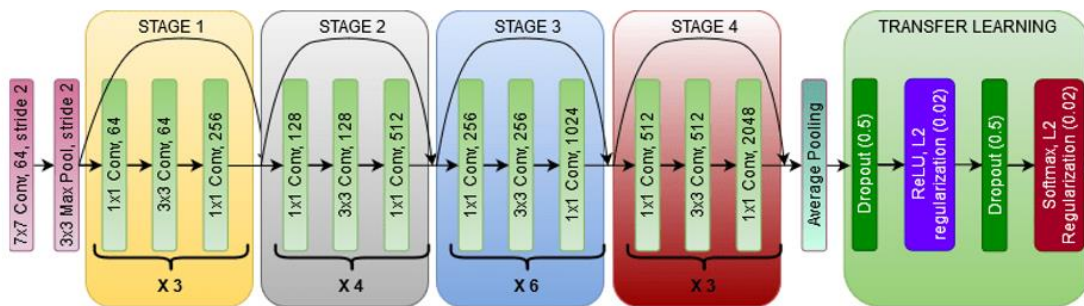 STAGE 1
STAGE 2
STAGE 3
STAGE 4
TRANSFER LEARNING
7x7 Conv, 64, stride 2
3x3 Max Pool, stride 2
1x1 Conv, 64
3x3 Conv, 64
1x1 Conv, 256
1x1 Conv, 128
3x3 Conv, 128
1x1 Conv, 512
1x1 Conv, 256
3x3 Conv, 256
1x1 Conv, 1024
1x1 Conv, 512
3x3 Conv, 512
1x1 Conv, 2048
Average Pooling
Dropout (0.5)
ReLU, L2
regularization (0.02)
Dropout (0.5)
Softmax, L2
Regularization (0.02)
X 3
X 4
X 6
X 3